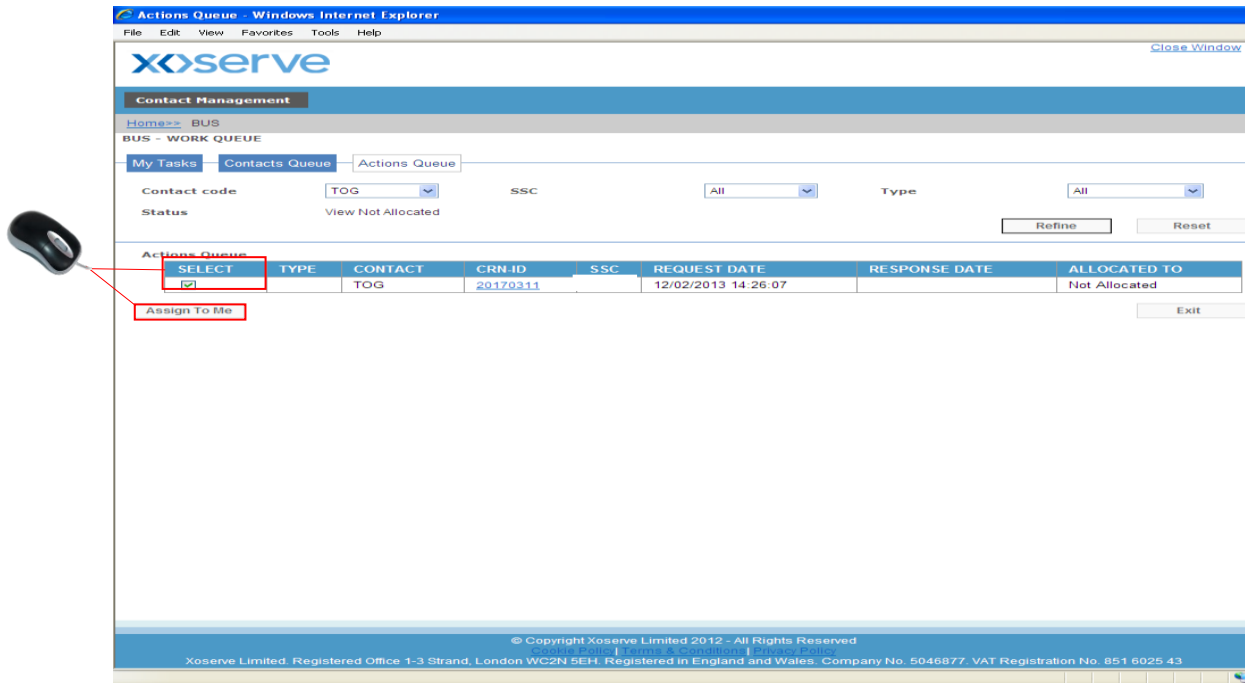 Actions Queue - Windows Internet Explorer
File Edit View Favorites Tools Help
Close Window
xoserve
Contact Management
Home>> BUS
BUS - WORK QUEUE
My Tasks Contacts Queue Actions Queue
Contact code TOG SSC All Type All
Status View Not Allocated
Refine Reset
Actions Queue
SELECT TYPE CONTACT CRN-ID SSC REQUEST DATE RESPONSE DATE ALLOCATED TO
TOG 20170311 12/02/2013 14:26:07 Not Allocated
Assign To Me Exit
© Copyright Xoserve Limited 2012 - All Rights Reserved
Cookie Policy| Terms & Conditions| Privacy Policy
Xoserve Limited. Registered Office 1-3 Strand, London WC2N 5EH. Registered in England and Wales. Company No. 5046877. VAT Registration No. 851 6025 43